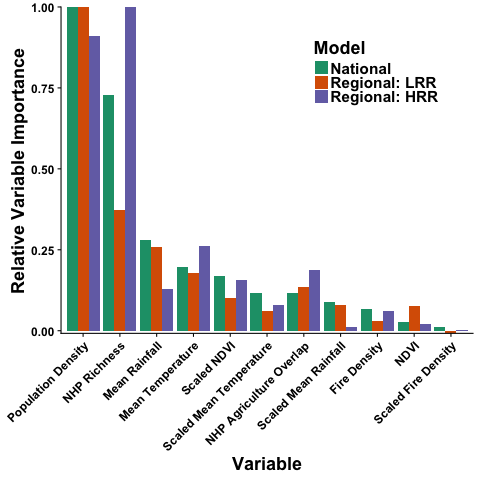 Relative Variable Importance
1.00
0.75
0.50
0.25
0.00
Model
National
Regional: LRR
Regional: HRR
Population Density
NHP Richness
Mean Rainfall
Mean Temperature
Scaled NDVI
Scaled Mean Temperature
NHP Agriculture Overlap
Scaled Mean Rainfall
Fire Density
NDVI
Scaled Fire Density
Variable